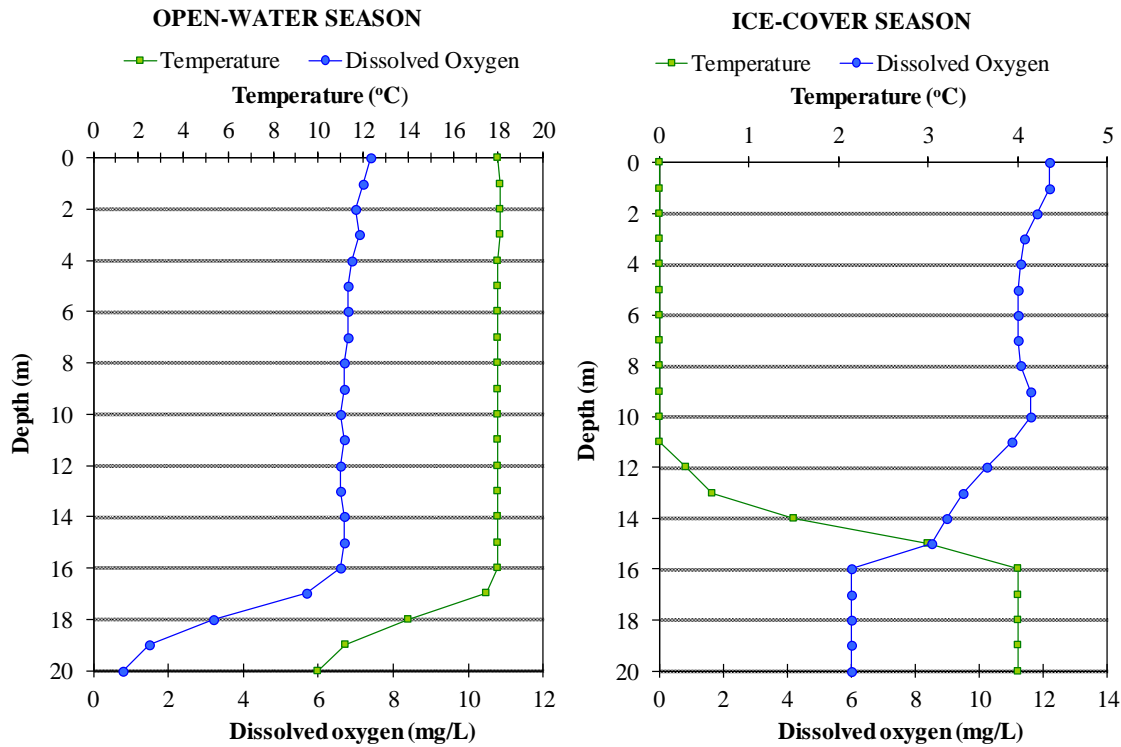 OPEN-WATER SEASON
Temperature Dissolved Oxygen
Temperature (ºC)
0 2 4 6 8 10 12 14 16 18 20
0
2
4
6
8
10
12
14
16
18
20
Depth (m)
0 2 4 6 8 10 12
Dissolved oxygen (mg/L)
ICE-COVER SEASON
Temperature Dissolved Oxygen
Temperature (ºC)
0 1 2 3 4 5
0
2
4
6
8
10
12
14
16
18
20
Depth (m)
0 2 4 6 8 10 12 14
Dissolved oxygen (mg/L)